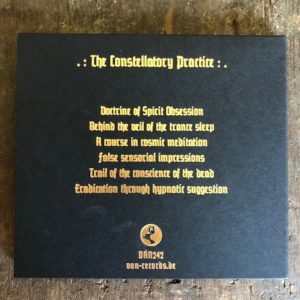 .: The Constellatory Practice :.
Doctrine of Spirit Obsession
Behind the veil of the trance sleep
A course in cosmic meditation
False sensorial impressions
Trail of the conscience of the dead
Eradication through hypnotic suggestion
VÁN242
van-records.de